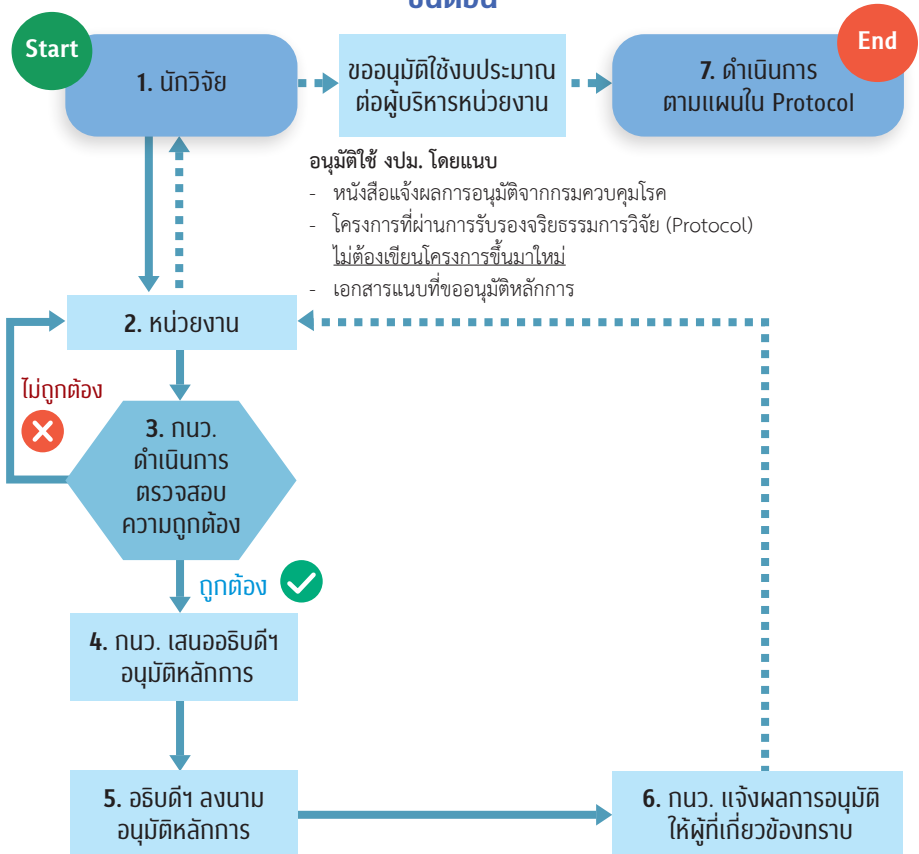 ขั้นตอน
Start
End
1. นักวิจัย
ขออนุมัติใช้งบประมาณ
ต่อผู้บริหารหน่วยงาน
7. ดำเนินการ
ตามแผนใน Protocol
อนุมัติใช้ งปม. โดยแนบ
- หนังสือแจ้งผลการอนุมัติจากกรมควบคุมโรค
- โครงการที่ผ่านการรับรองจริยธรรมการวิจัย (Protocol)
ไม่ต้องเขียนโครงการขึ้นมาใหม่
- เอกสารแนบที่ขออนุมัติหลักการ
2. หน่วยงาน
ไม่ถูกต้อง
3. กนว.
ดำเนินการ
ตรวจสอบ
ความถูกต้อง
ถูกต้อง
4. กนว. เสนออธิบดีฯ
อนุมัติหลักการ
5. อธิบดีฯ ลงนาม
อนุมัติหลักการ
6. กนว. แจ้งผลการอนุมัติ
ให้ผู้ที่เกี่ยวข้องทราบ